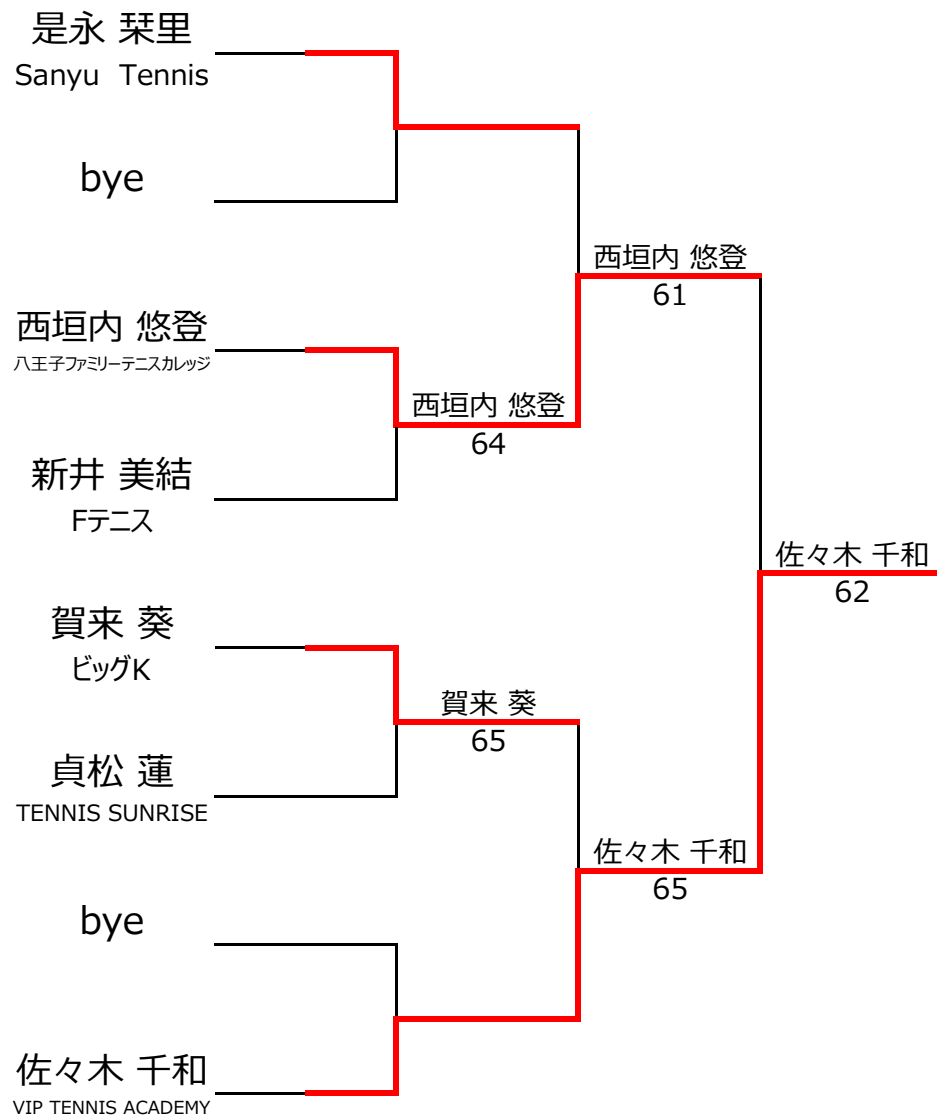 是永 栞里
Sanyu Tennis
bye
西垣内 悠登
61
西垣内 悠登
八王子ファミリーテニスカレッジ
西垣内 悠登
64
新井 美結
Fテニス
佐々木 千和
62
賀来 葵
ビッグK
賀来 葵
65
貞松 蓮
TENNIS SUNRISE
佐々木 千和
65
bye
佐々木 千和
VIP TENNIS ACADEMY